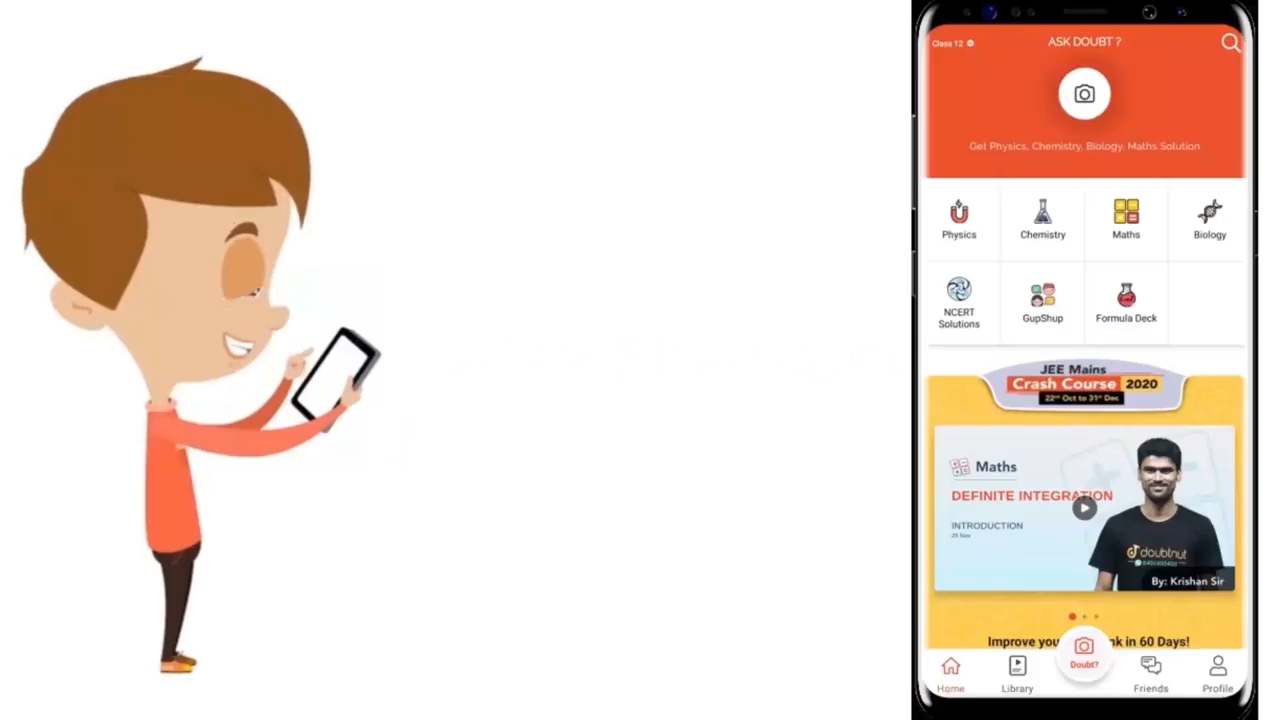 Class 12
ASK DOUBT ?
Get Physics, Chemistry, Biology, Maths Solution
Physics
Chemistry
Maths
Biology
NCERT
Solutions
GupShup
Formula Deck
JEE Mains
Crash Course 2020
22nd Oct to 31st Dec
Maths
DEFINITE INTEGRATION
INTRODUCTION
doubtnut
By: Krishan Sir
Improve your
nk in 60 Days!
Doubt?
Home
Library
Friends
Profile